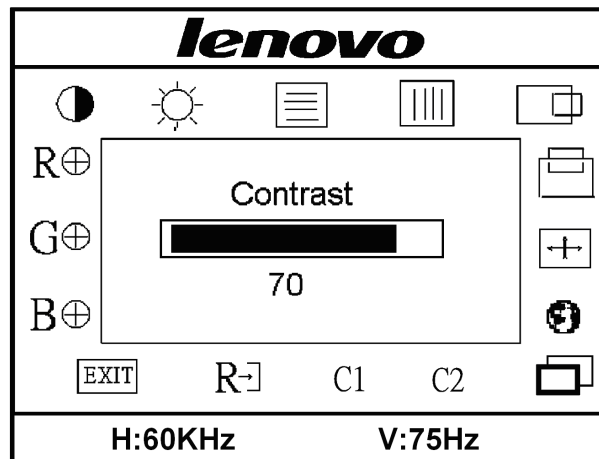 lenovo
R
Contrast
G
70
B
EXIT R C1 C2
H:60KHz V:75Hz